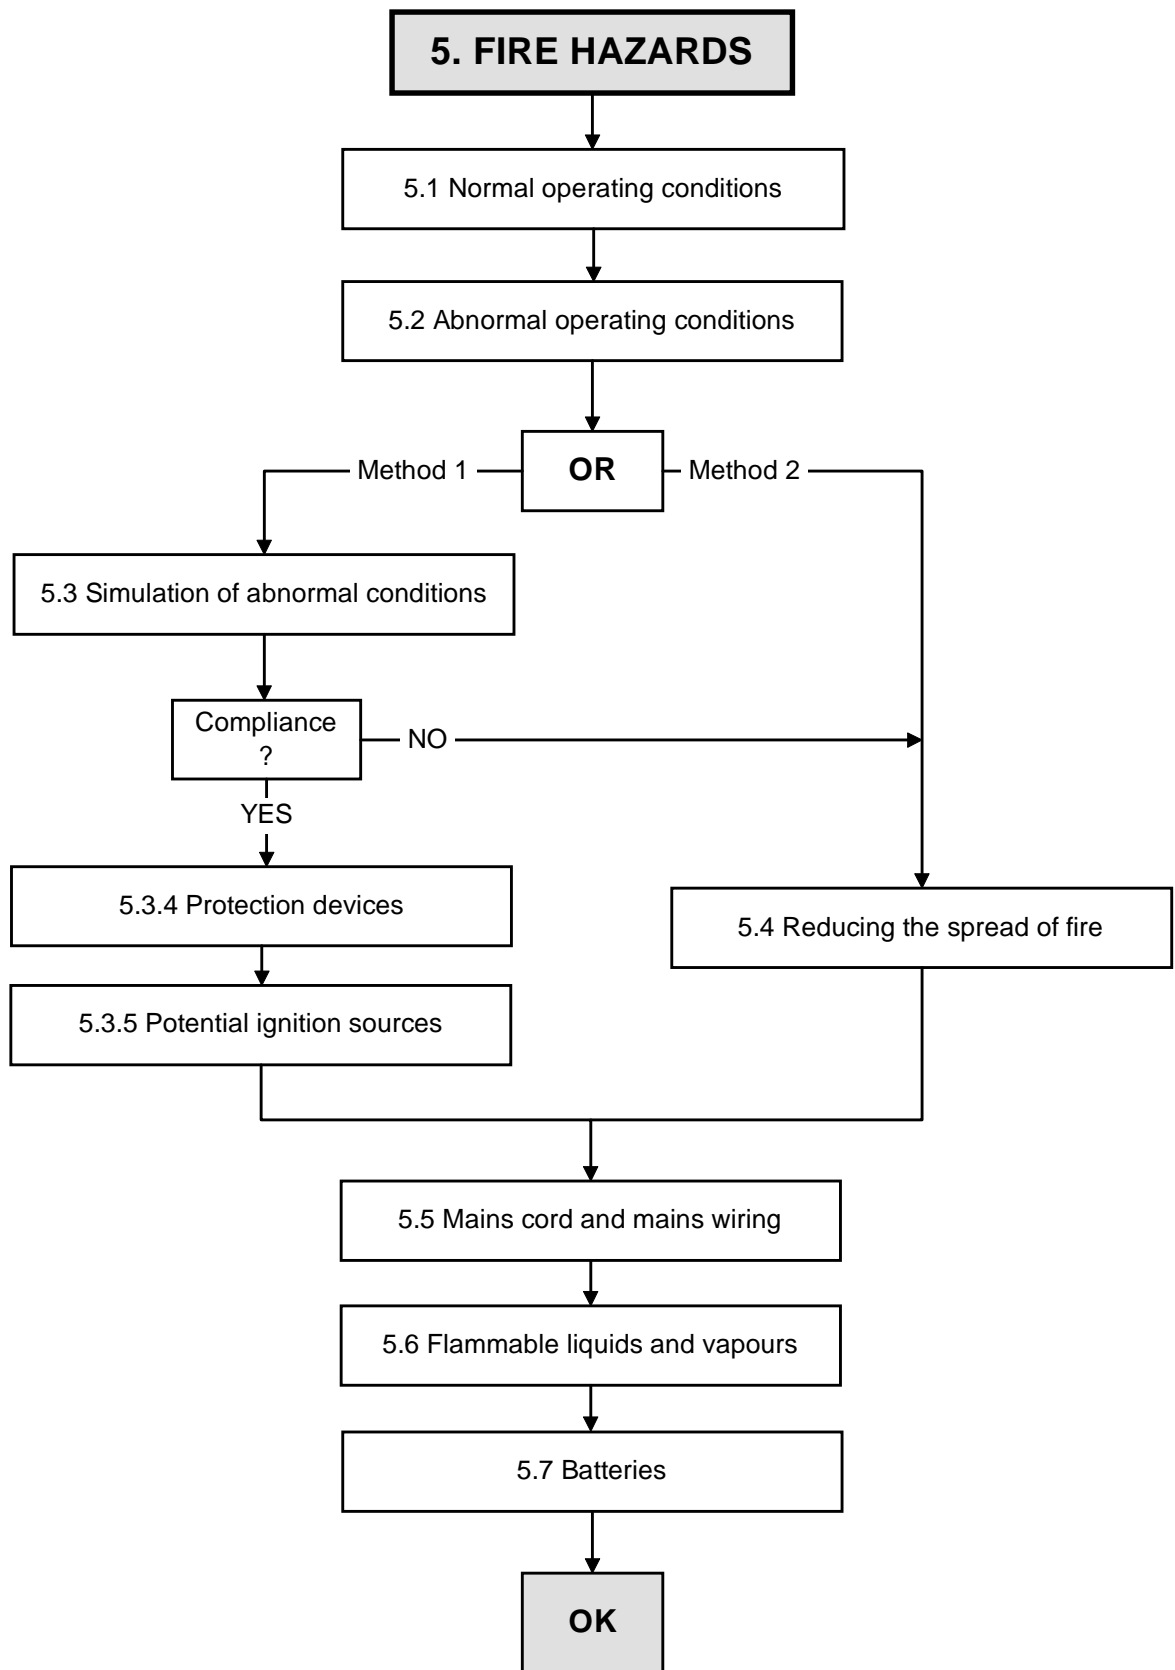 5. FIRE HAZARDS
5.1 Normal operating conditions
5.2 Abnormal operating conditions
Method 1
OR
Method 2
5.3 Simulation of abnormal conditions
Compliance
?
NO
YES
5.3.4 Protection devices
5.4 Reducing the spread of fire
5.3.5 Potential ignition sources
5.5 Mains cord and mains wiring
5.6 Flammable liquids and vapours
5.7 Batteries
OK